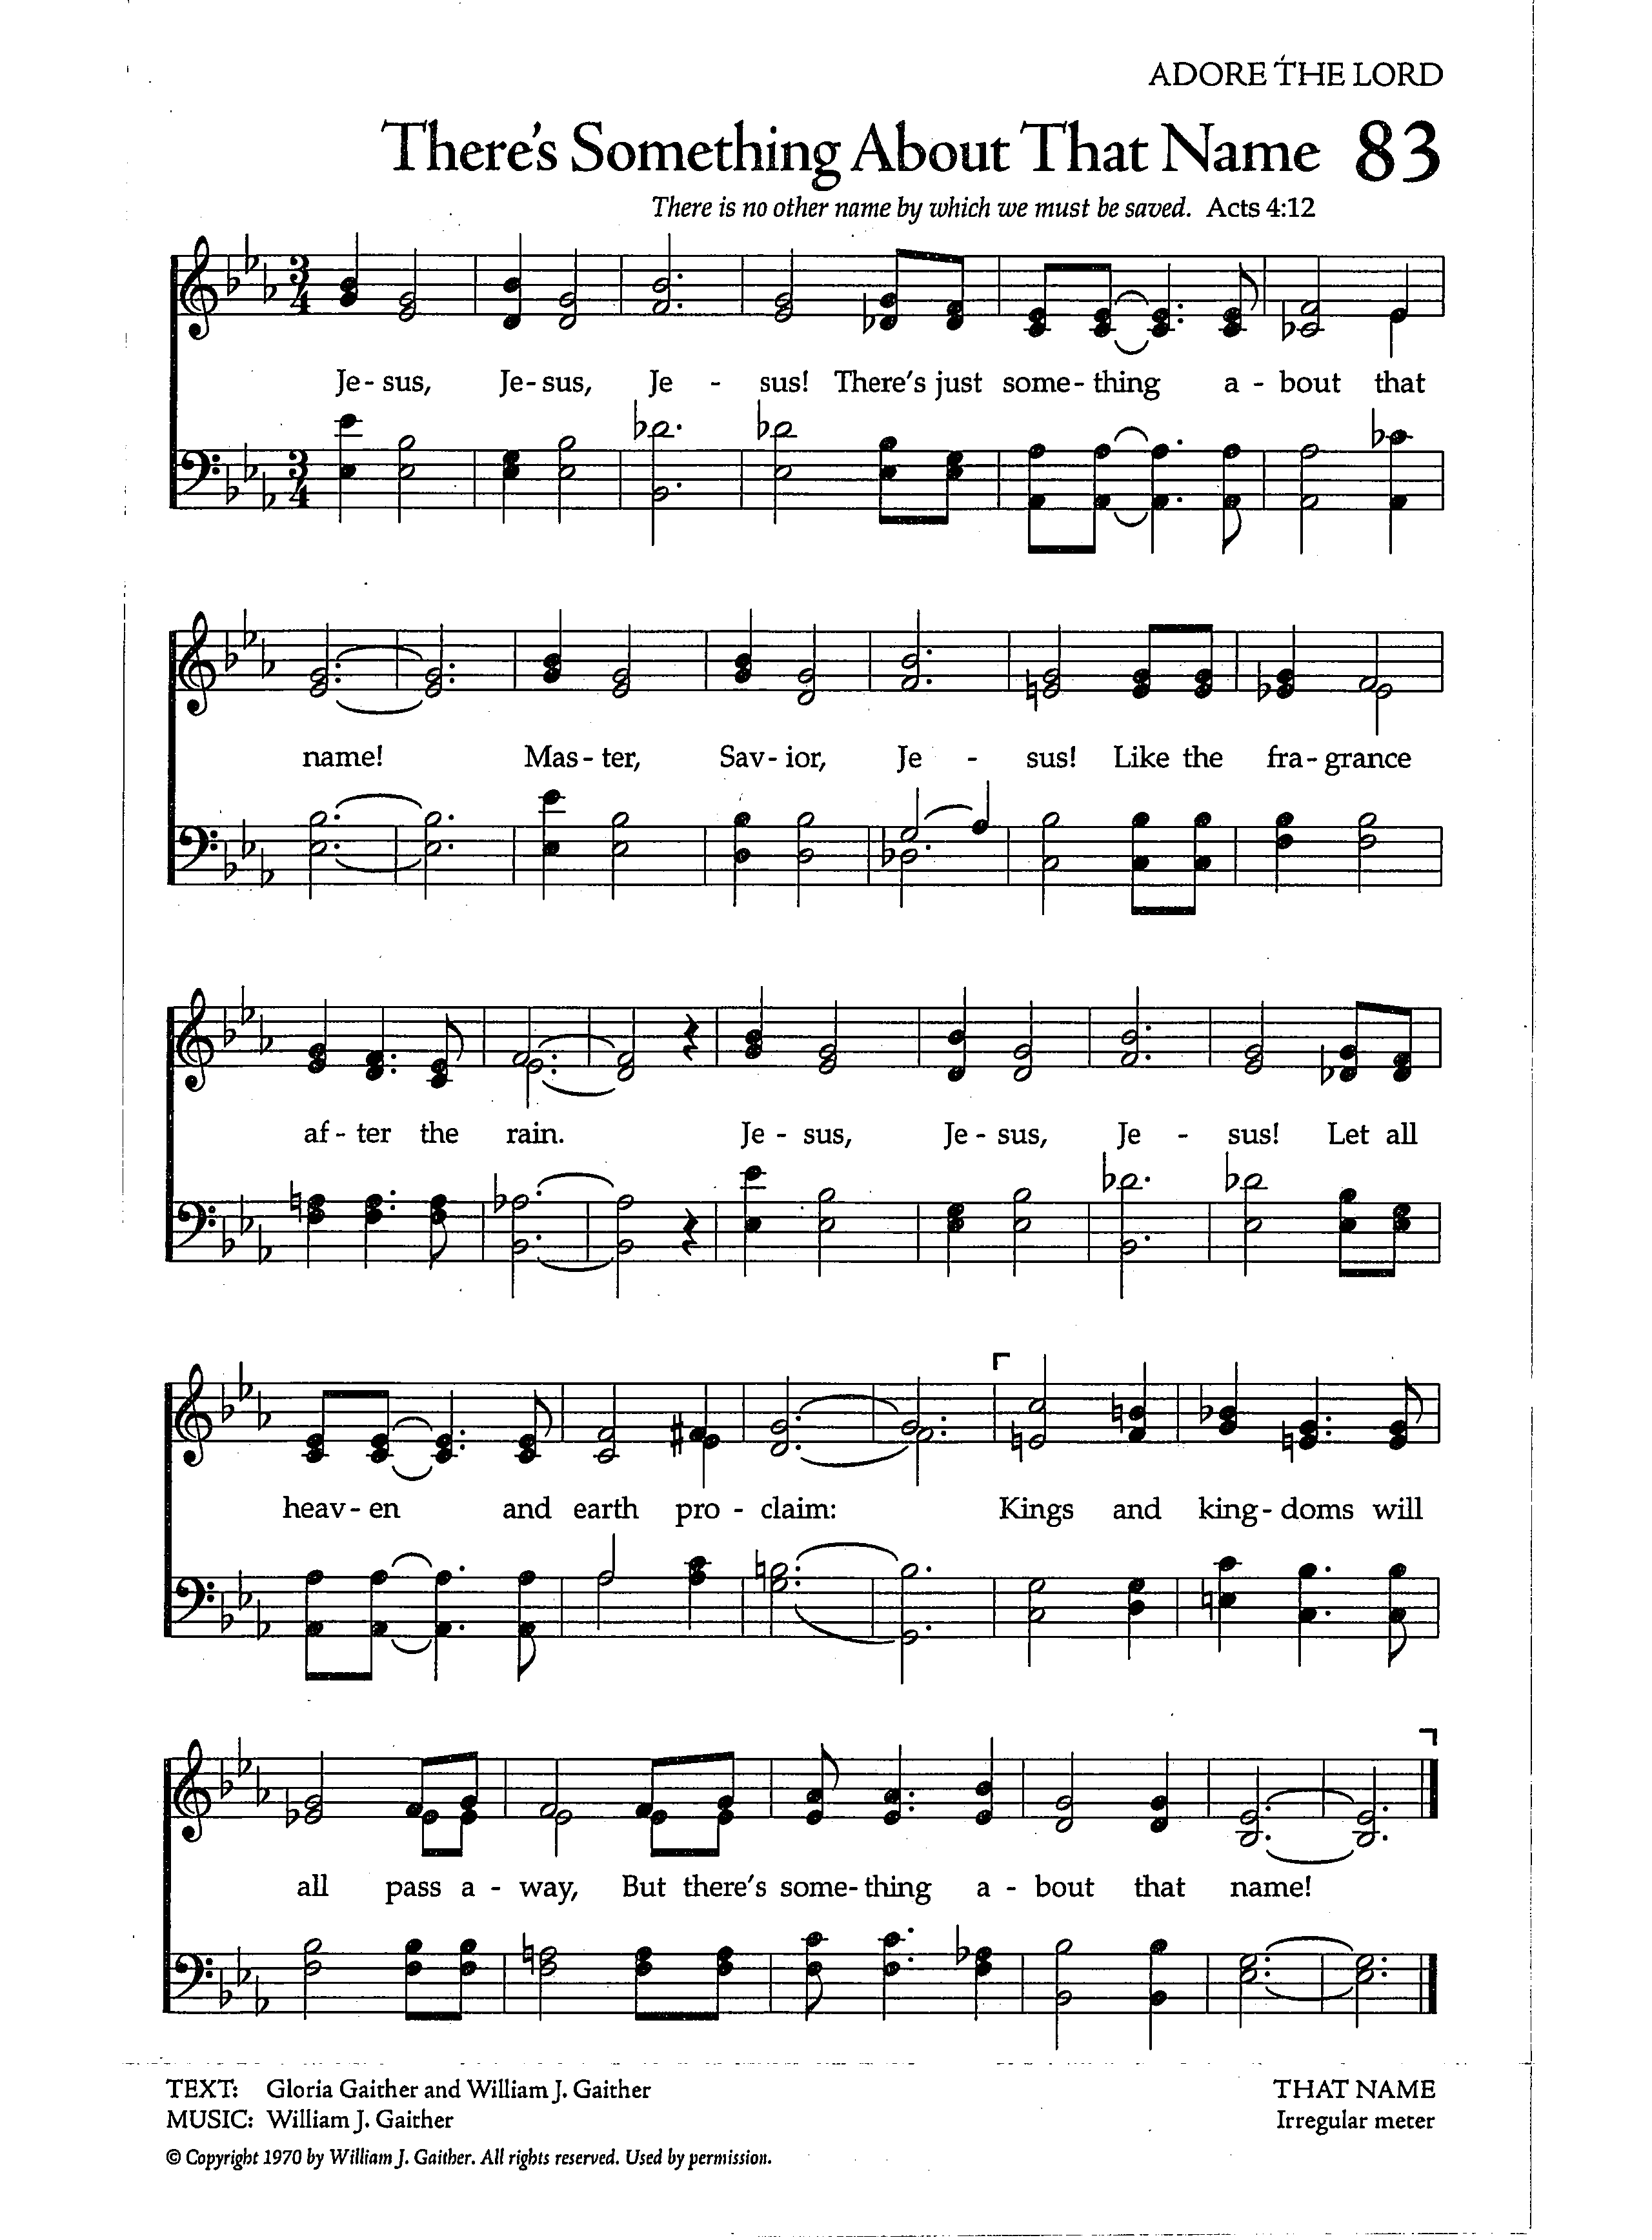 ADORE THE LORD
There's Something About That Name 83
There is no other name by which we must be saved. Acts 4:12
3 4
Je - sus, Je - sus, Je - sus! There's just some - thing a - bout that
3 4
name! Mas - ter, Sav - ior, Je - sus! Like the fra - grance
af - ter the rain. Je - sus, Je - sus, Je - sus! Let all
heav - en and earth pro - claim: Kings and king - doms will
all pass a - way, But there's some - thing a - bout that name!
TEXT: Gloria Gaither and William J. Gaither THAT NAME
MUSIC: William J. Gaither Irregular meter
© Copyright 1970 by William J. Gaither. All rights reserved. Used by permission.